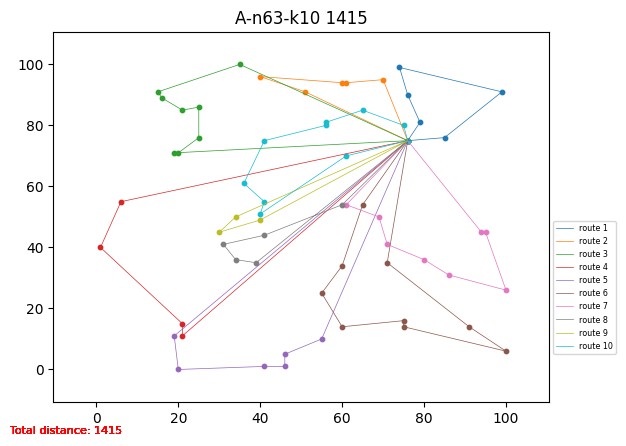 A-n63-k10 1415
100
80
60
40
20
0
0
20
40
60
80
100
route 1
route 2
route 3
route 4
route 5
route 6
route 7
route 8
route 9
route 10
Total distance: 1415